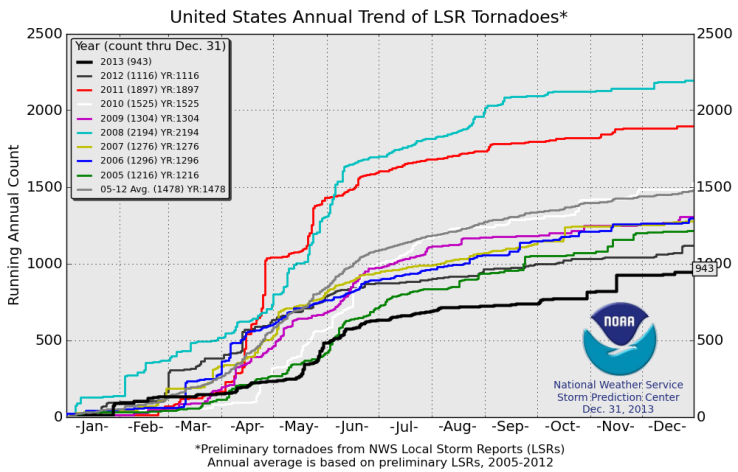 United States Annual Trend of LSR Tornadoes*
2500
2000
1500
1000
500
0
Running Annual Count
Year (count thru Dec. 31)
2013 (943)
2012 (1116) YR:1116
2011 (1897) YR:1897
2010 (1525) YR:1525
2009 (1304) YR:1304
2008 (2194) YR:2194
2007 (1276) YR:1276
2006 (1296) YR:1296
2005 (1216) YR:1216
05-12 Avg. (1478) YR:1478
2500
2000
1500
1000
943
500
0
NOAA
National Weather Service
Storm Prediction Center
Dec. 31, 2013
-Jan- -Feb- -Mar- -Apr- -May- -Jun- -Jul- -Aug- -Sep- -Oct- -Nov- -Dec-
*Preliminary tornadoes from NWS Local Storm Reports (LSRs)
Annual average is based on preliminary LSRs, 2005-2012